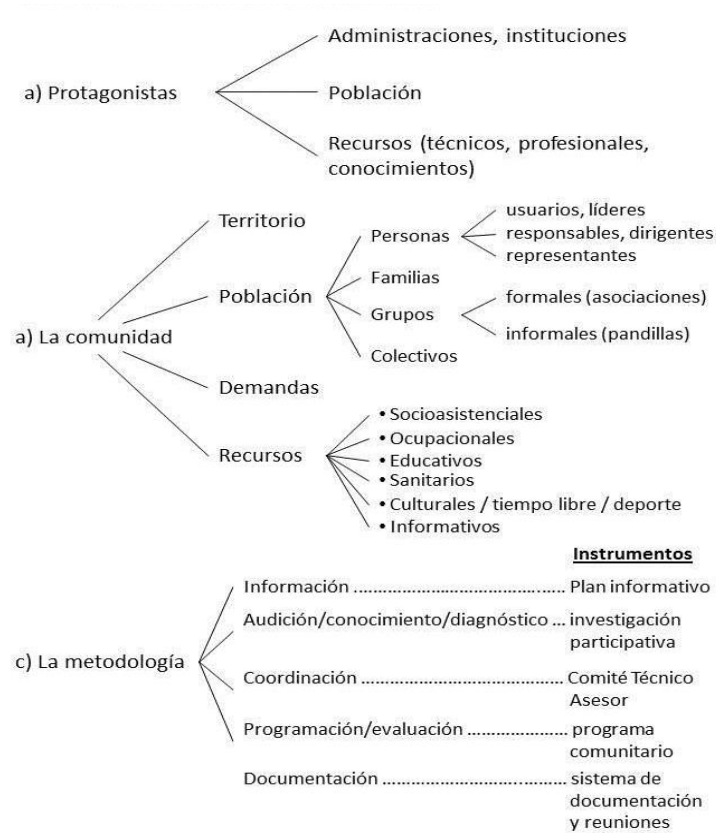 Administraciones, instituciones
a) Protagonistas
Población
Recursos (técnicos, profesionales,
conocimientos)
Territorio
Población
Personas
usuarios, líderes
responsables, dirigentes
representantes
Familias
Grupos
formales (asociaciones)
informales (pandillas)
Colectivos
a) La comunidad
Demandas
Recursos
• Socioasistenciales
• Ocupacionales
• Educativos
• Sanitarios
• Culturales / tiempo libre / deporte
• Informativos
Instrumentos
Información ........................................ Plan informativo
Audición/conocimiento/diagnóstico ... investigación
participativa
c) La metodología
Coordinación ....................................... Comité Técnico
Asesor
Programación/evaluación .................... programa
comunitario
Documentación ................................... sistema de
documentación
y reuniones